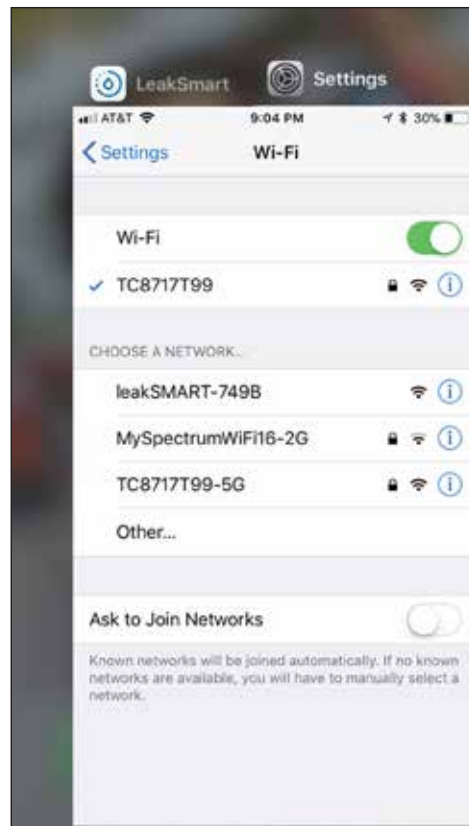 LeakSmart Settings
AT&T 9:04 PM 30%
Settings Wi-Fi
Wi-Fi
TC8717T99
CHOOSE A NETWORK...
leakSMART-749B
MySpectrumWiFi16-2G
TC8717T99-5G
Other...
Ask to Join Networks
Known networks will be joined automatically. If no known
networks are available, you will have to manually select a
network.